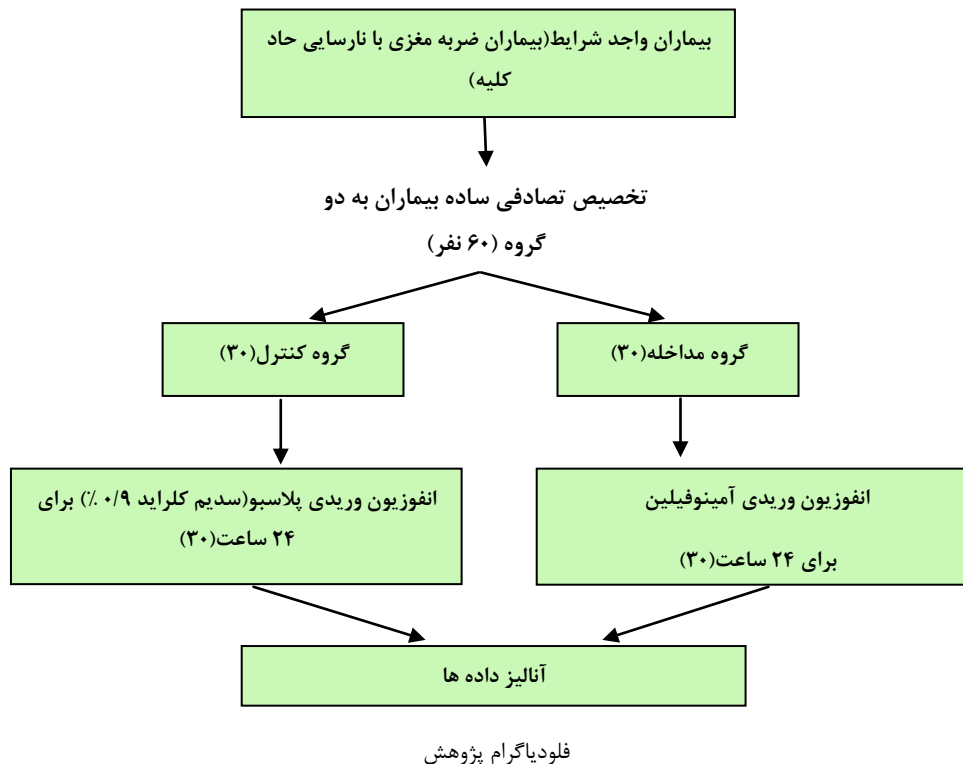 بیماران واجد شرایط(بیماران ضربه مغزی با نارسایی حاد
کلیه)
تخصیص تصادفی ساده بیماران به دو
گروه (۶۰ نفر)
گروه مداخله(۳۰)
گروه کنترل(۳۰)
انفوزیون وریدی آمینوفیلین
برای ۲۴ ساعت(۳۰)
انفوزیون وریدی پلاسبو(سدیم کلراید ۰/۹ ٪) برای
۲۴ ساعت(۳۰)
آنالیز داده ها
فلودیاگرام پژوهش